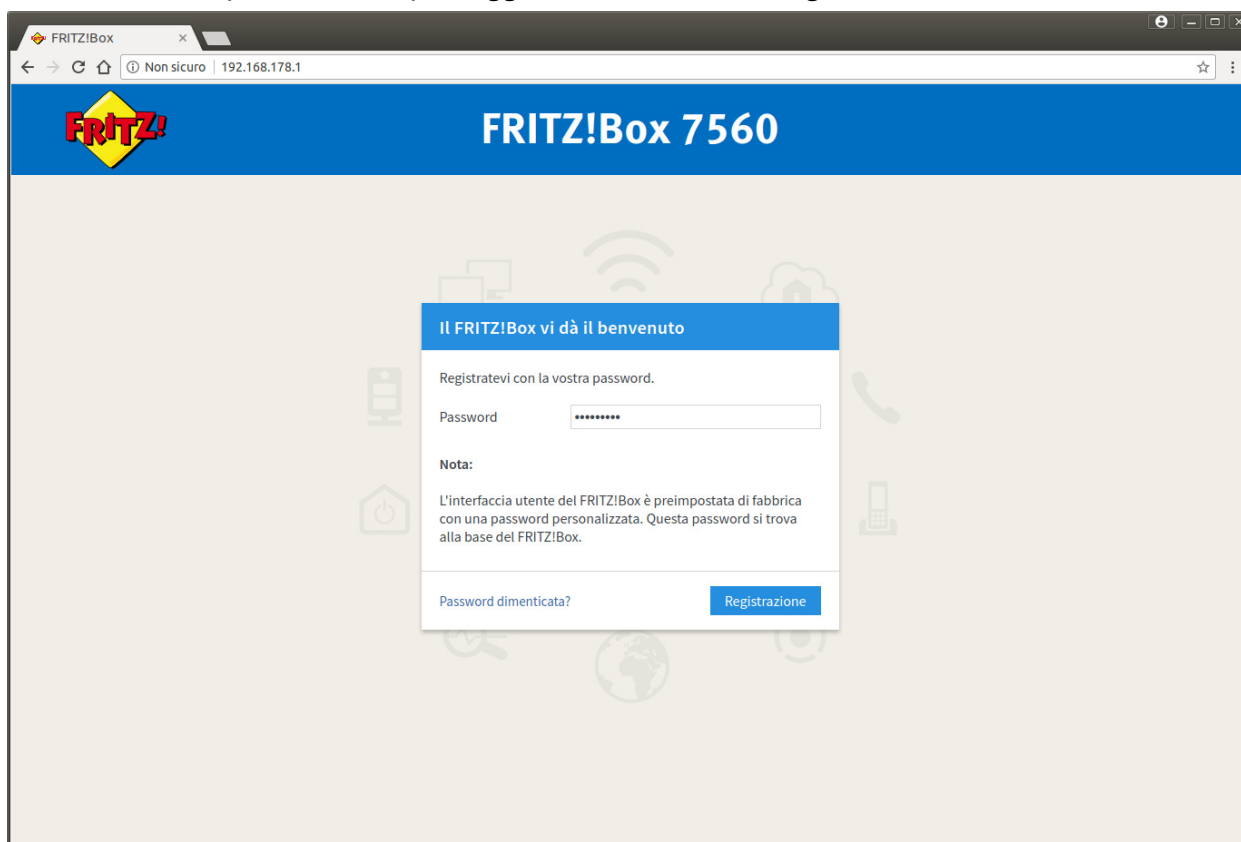 FRITZ!Box
Non sicuro 192.168.178.1
FRITZ! FRITZ!Box 7560
Il FRITZ!Box vi dà il benvenuto
Registratevi con la vostra password.
Password •••••••••
Nota:
L'interfaccia utente del FRITZ!Box è preimpostata di fabbrica
con una password personalizzata. Questa password si trova
alla base del FRITZ!Box.
Password dimenticata? Registrazione